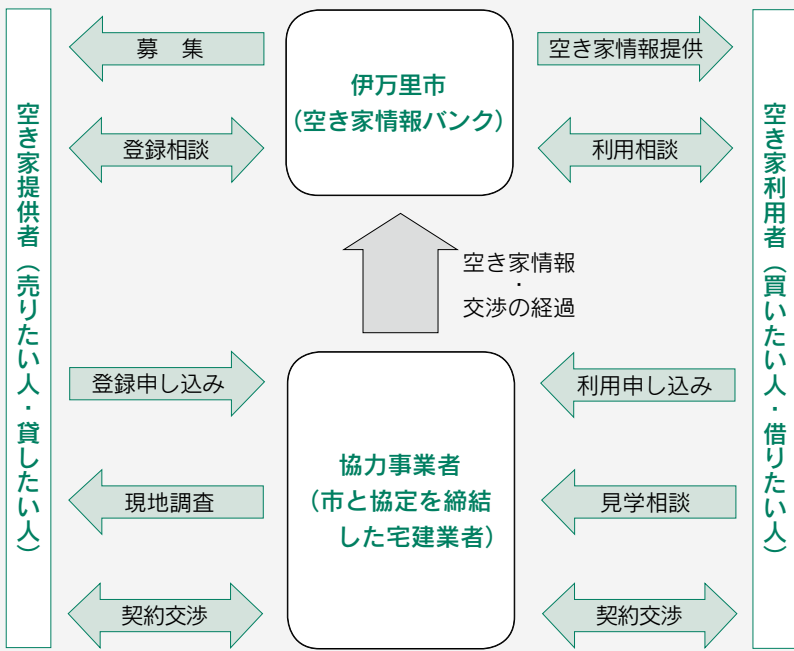 空き家提供者（売りたい人・貸したい人）
募　集
登録相談
伊万里市
（空き家情報バンク）
空き家情報提供
利用相談
空き家利用者（買いたい人・借りたい人）
空き家情報
・
交渉の経過
登録申し込み
現地調査
契約交渉
協力事業者
（市と協定を締結
した宅建業者）
利用申し込み
見学相談
契約交渉